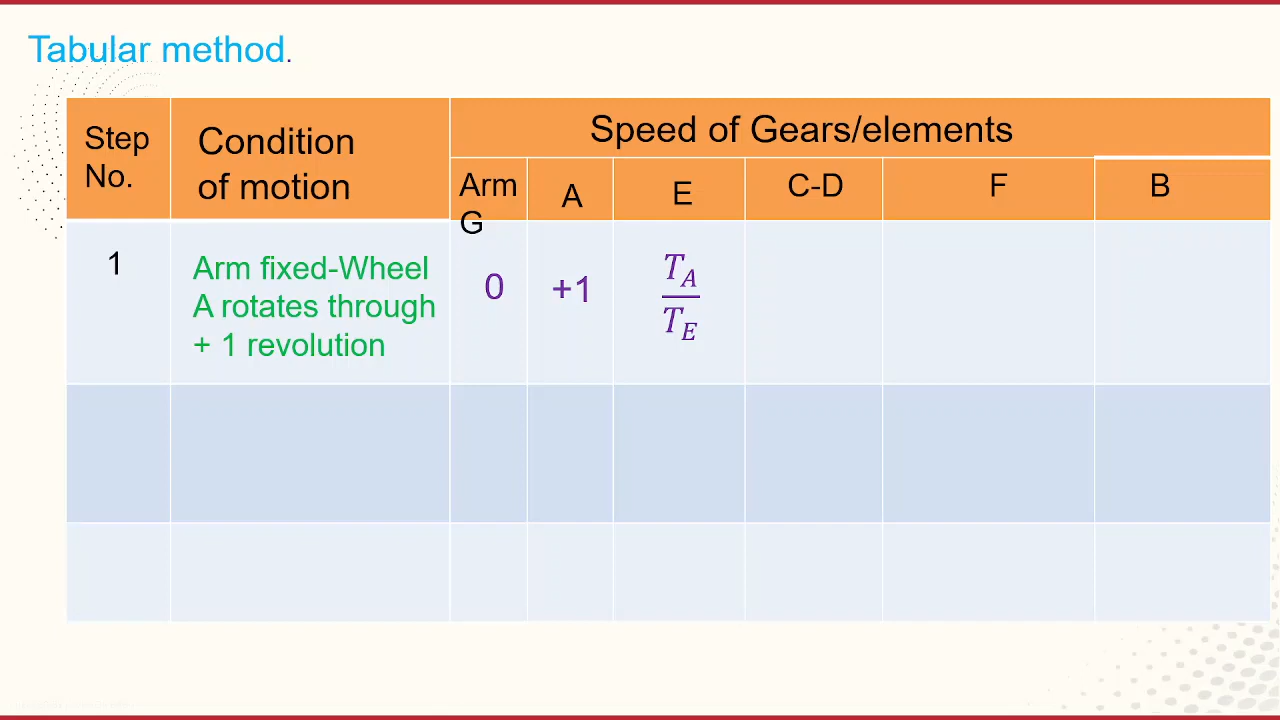 Tabular method.
Step
No.
Condition
of motion
Speed of Gears/elements
Arm
G
A
E
C-D
F
B
1
Arm fixed-Wheel
A rotates through
+ 1 revolution
0
+1
T_A
T_E